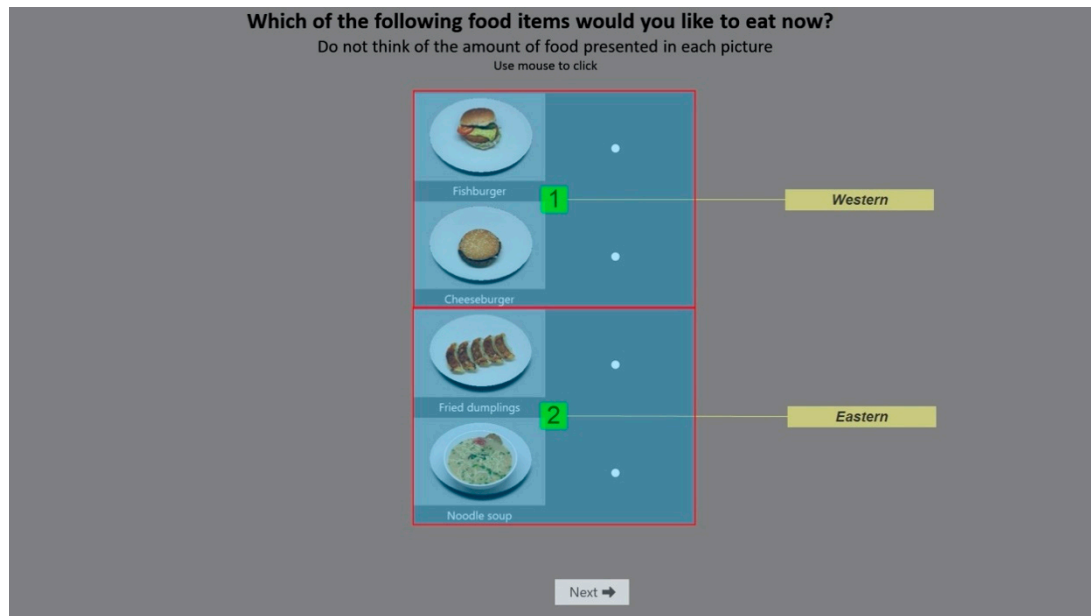 Which of the following food items would you like to eat now?
Do not think of the amount of food presented in each picture
Use mouse to click
Fishburger
1
Western
Cheeseburger
Fried dumplings
2
Eastern
Noodle soup
Next